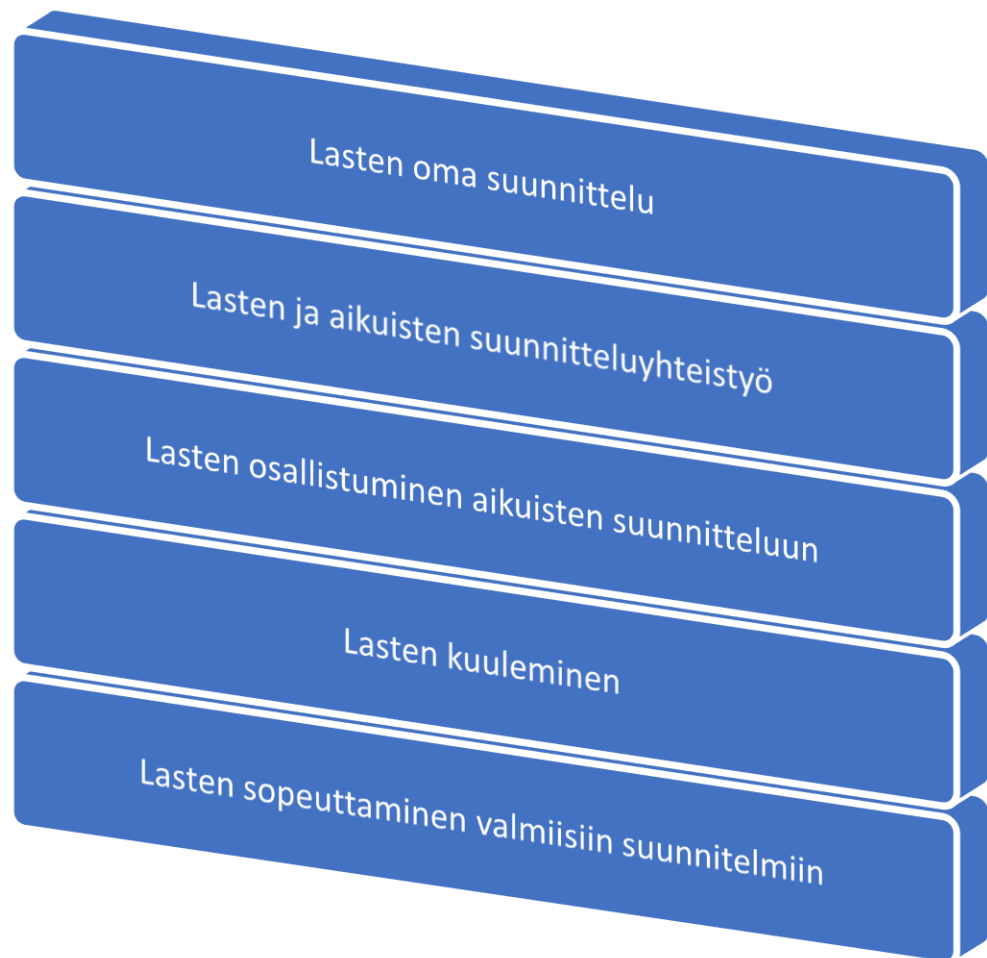 Lasten oma suunnittelu
Lasten ja aikuisten suunnitteluyhteistyö
Lasten osallistuminen aikuisten suunnitteluun
Lasten kuuleminen
Lasten sopeuttaminen valmiisiin suunnitelmiin